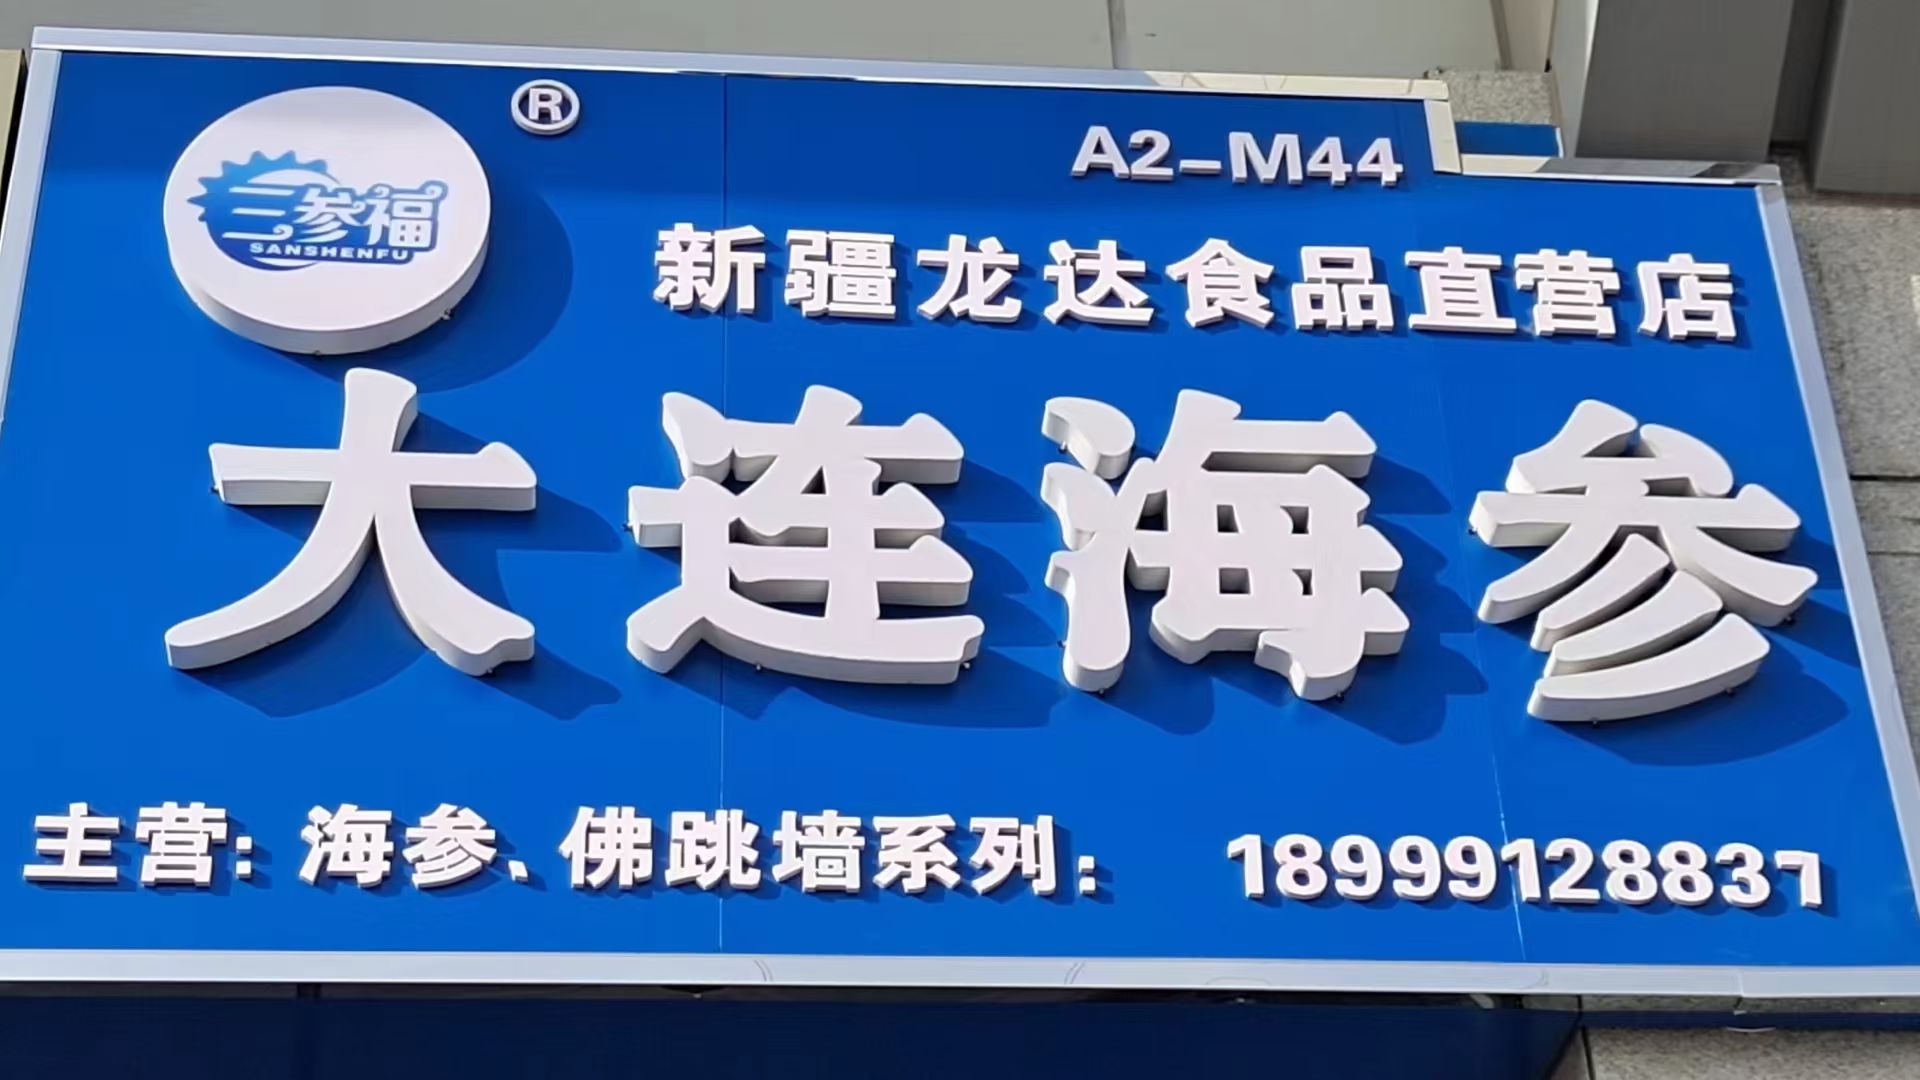 ®
三参福
SANSHENFU
A2-M44
新疆龙达食品直营店
大连海参
主营:海参、佛跳墙系列: 18999128837